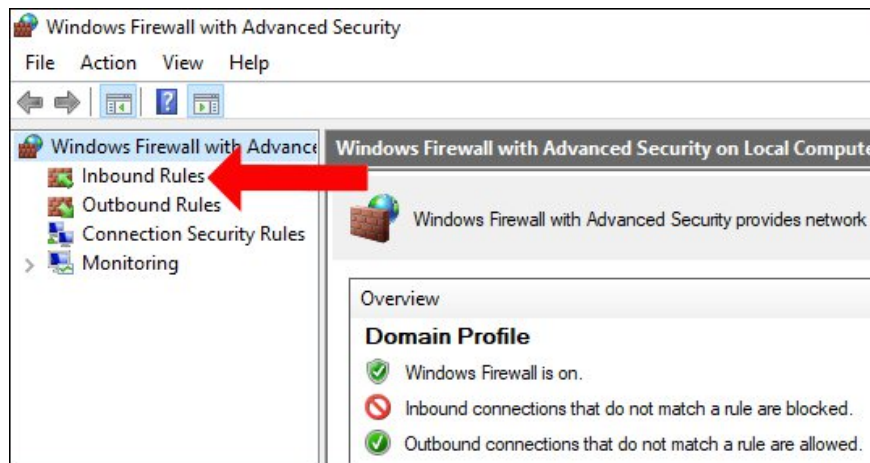 Windows Firewall with Advanced Security
File Action View Help
Windows Firewall with Advance
Inbound Rules
Outbound Rules
Connection Security Rules
Monitoring
Windows Firewall with Advanced Security on Local Compute
Windows Firewall with Advanced Security provides network
Overview
Domain Profile
Windows Firewall is on.
Inbound connections that do not match a rule are blocked.
Outbound connections that do not match a rule are allowed.